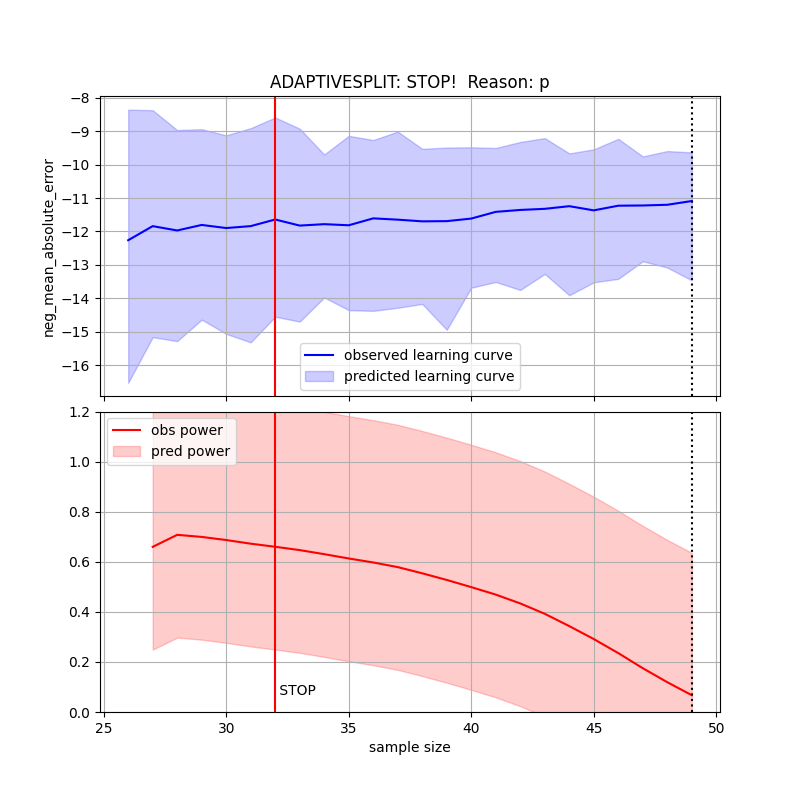 ADAPTIVESPLIT: STOP!  Reason: p
−8
−9
−10
−11
−12
−13
−14
−15
−16
neg_mean_absolute_error
observed learning curve
predicted learning curve
1.2
1.0
0.8
0.6
0.4
0.2
0.0
obs power
pred power
STOP
25
30
35
40
45
50
sample size